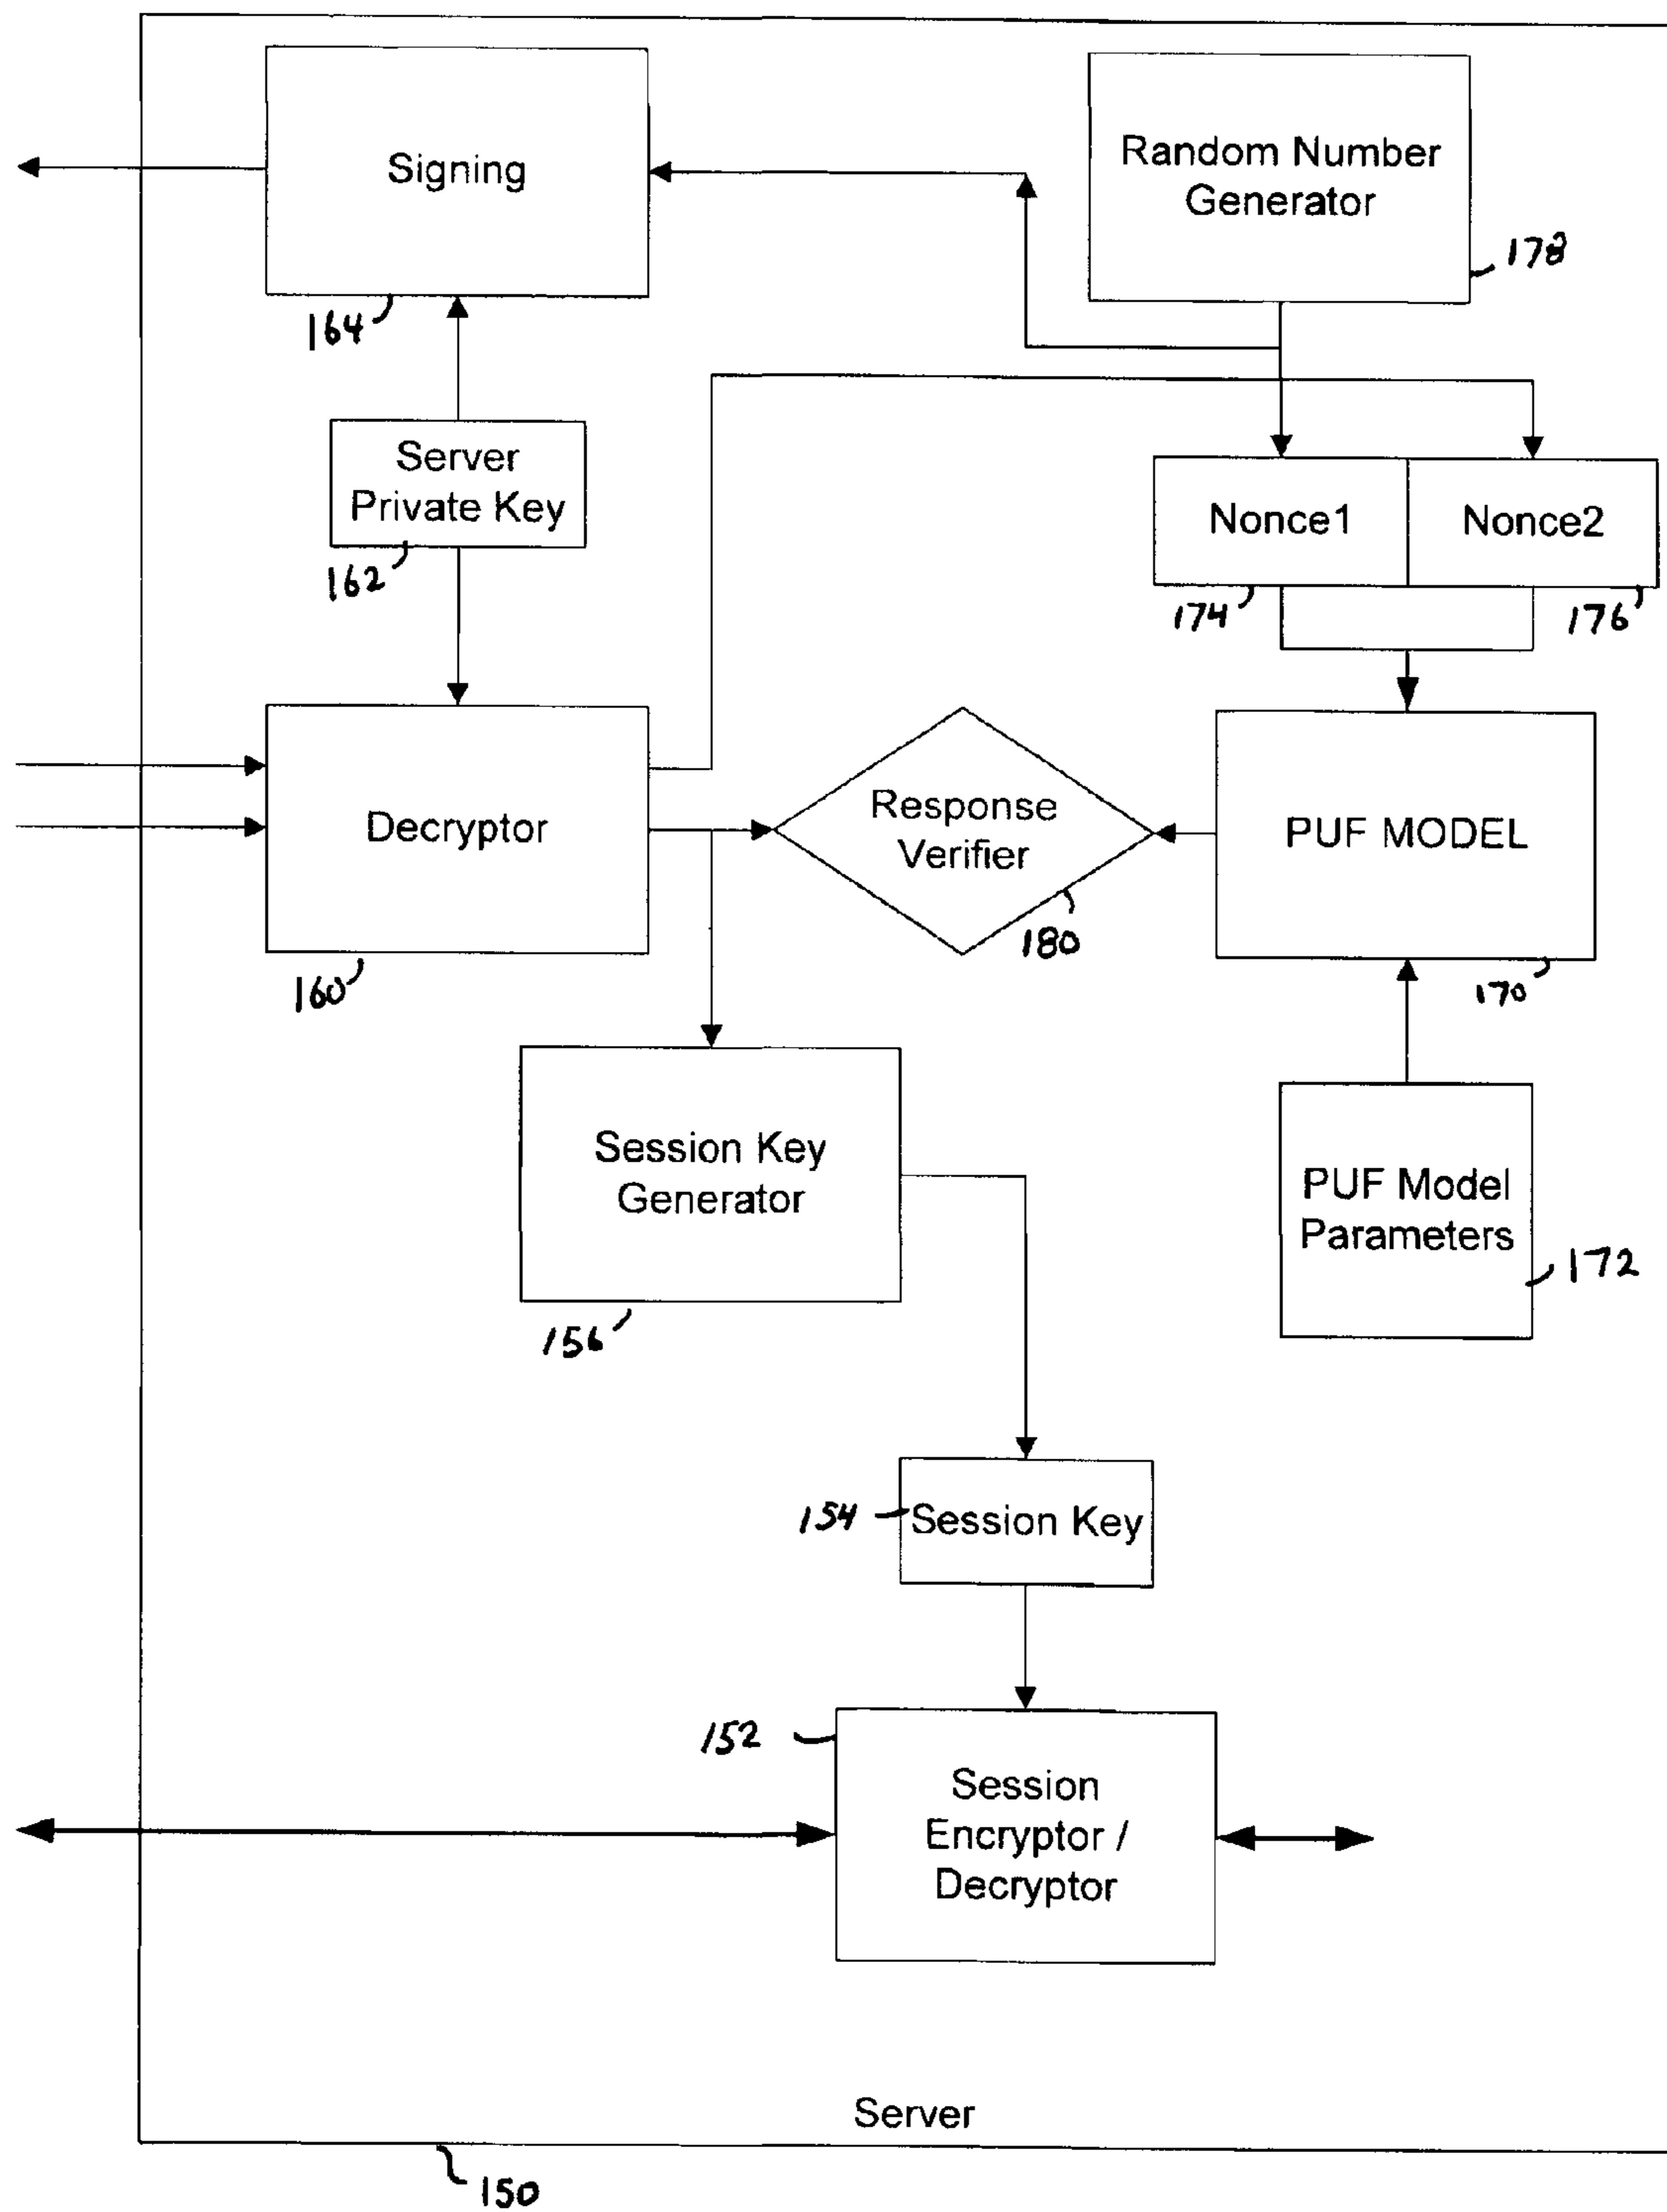 Signing
Random Number
Generator
178
164
Server
Private Key
162
Nonce1
Nonce2
174
176
Decryptor
Response
Verifier
PUF MODEL
180
160
170
Session Key
Generator
PUF Model
Parameters
172
156
154
Session Key
152
Session
Encryptor /
Decryptor
Server
150